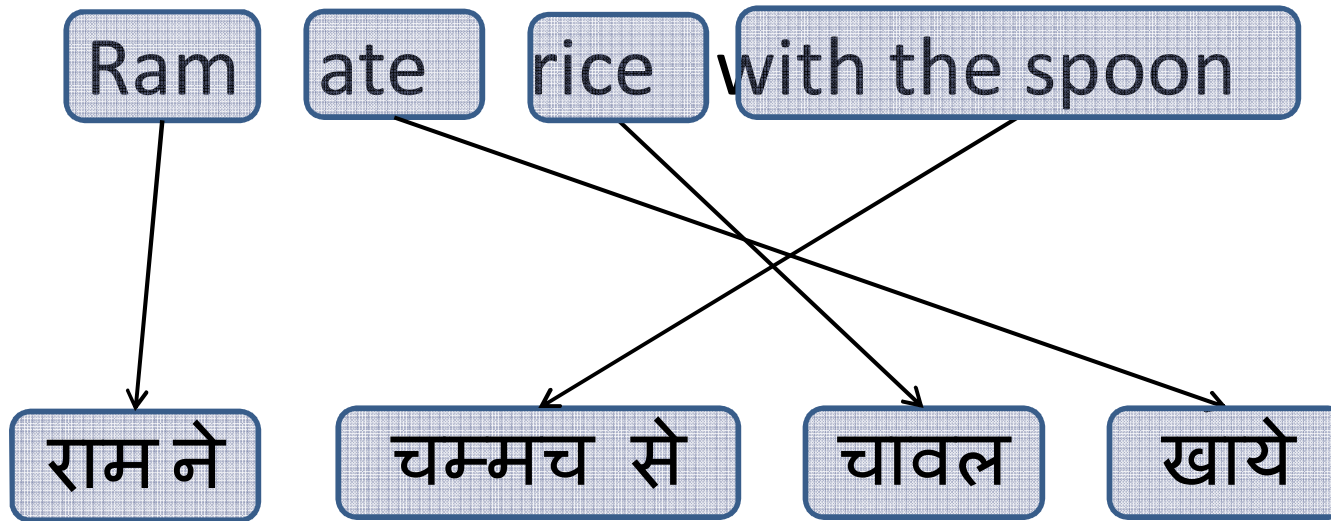 Ram ate rice with the spoon
राम ने चम्मच से चावल खाये